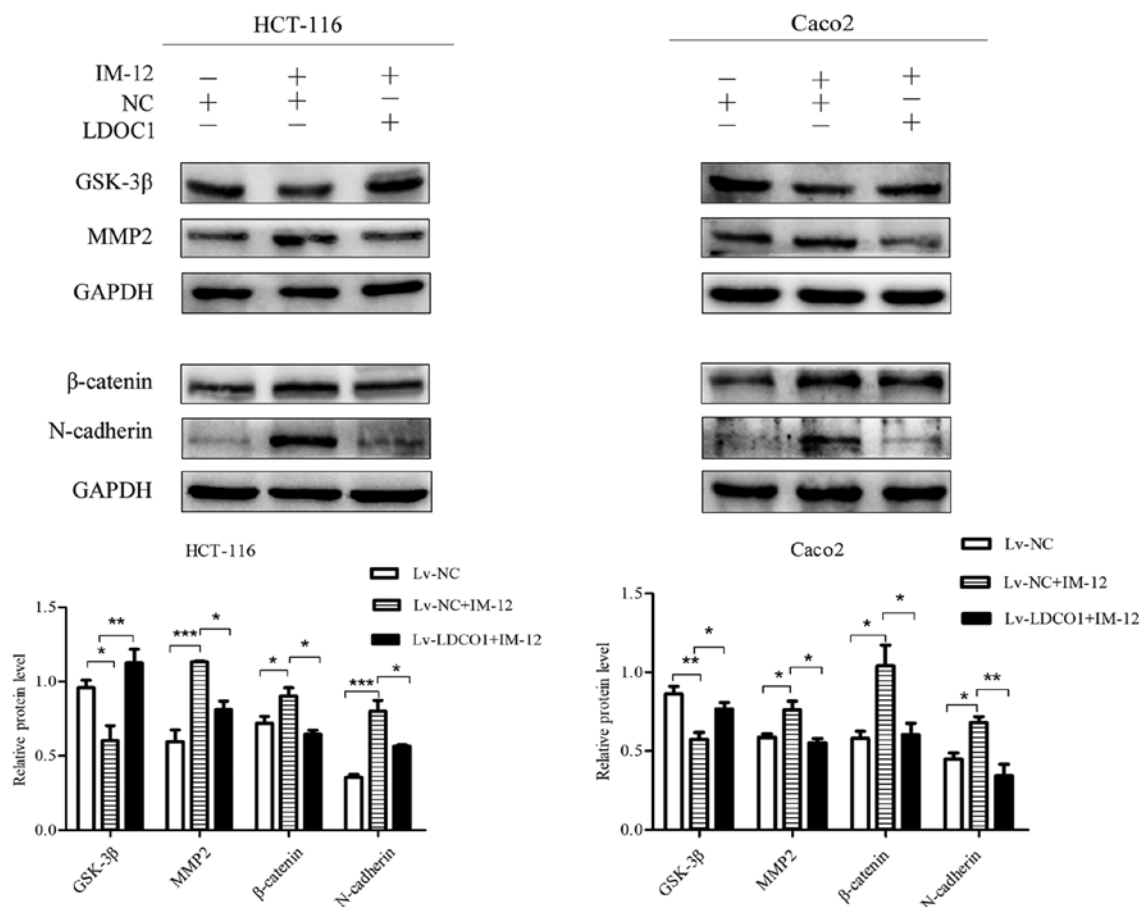 HCT-116
IM-12 − + +
NC + + −
LDOC1 − − +
GSK-3β
MMP2
GAPDH
β-catenin
N-cadherin
GAPDH
Caco2
− + +
+ + −
− − +
HCT-116
Lv-NC
Lv-NC+IM-12
Lv-LDCO1+IM-12
Relative protein level
1.5
1.0
0.5
0.0
* ** *** * * * *** *
GSK-3β
MMP2
β-catenin
N-cadherin
Caco2
Lv-NC
Lv-NC+IM-12
Lv-LDCO1+IM-12
Relative protein level
1.5
1.0
0.5
0.0
** * * * * * * **
GSK-3β
MMP2
β-catenin
N-cadherin